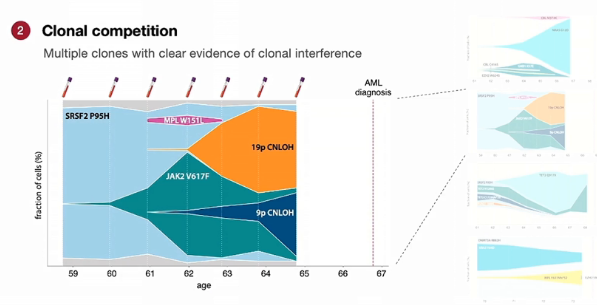 2 Clonal competition
Multiple clones with clear evidence of clonal interference
AML
diagnosis
SRSF2 P95H
MPL W151L
19p CNLOH
JAK2 V617F
9p CNLOH
fraction of cells (%)
59 60 61 62 63 64 65 66 67
age